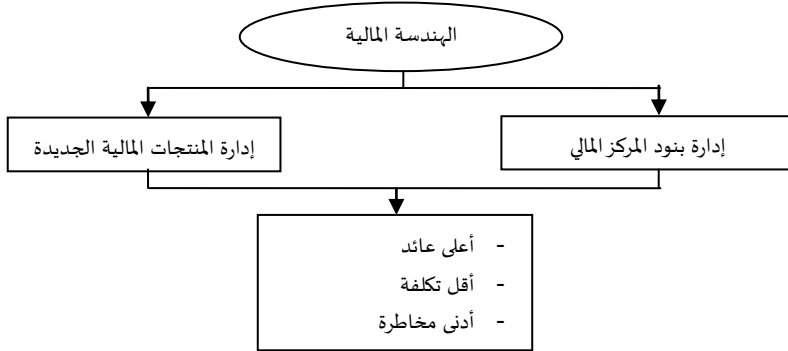 الهندسة المالية
إدارة بنود المركز المالي
إدارة المنتجات المالية الجديدة
- أعلى عائد
- أقل تكلفة
- أدنى مخاطرة